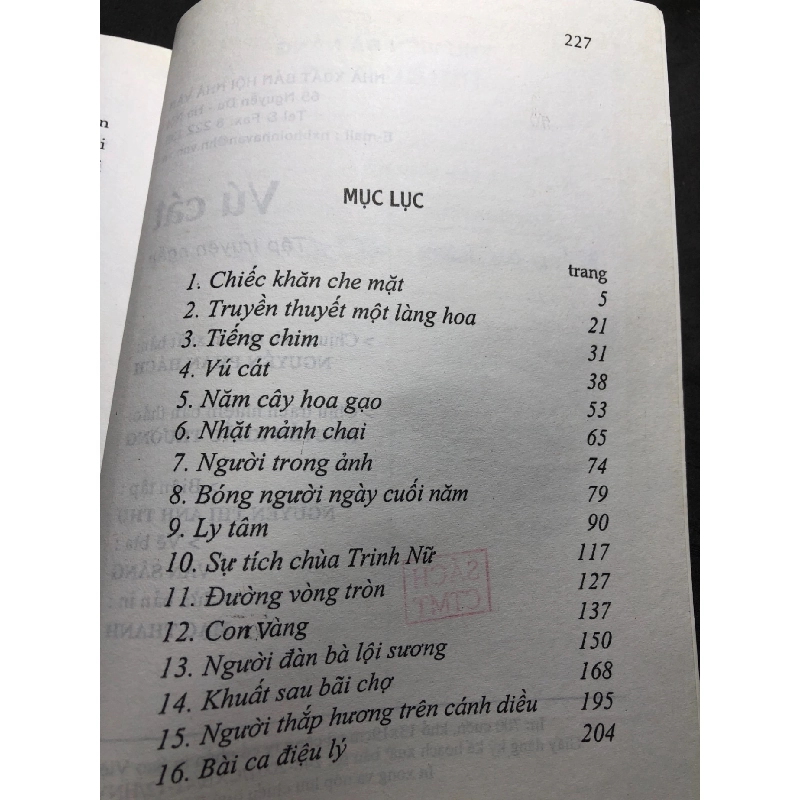 227
MỤC LỤC
trang
1. Chiếc khăn che mặt 5
2. Truyền thuyết một làng hoa 21
3. Tiếng chim 31
4. Vú cát 38
5. Năm cây hoa gạo 53
6. Nhặt mảnh chai 65
7. Người trong ảnh 74
8. Bóng người ngày cuối năm 79
9. Ly tâm 90
10. Sự tích chùa Trinh Nữ 117
11. Đường vòng tròn 127
12. Con Vàng 137
13. Người đàn bà lội sương 150
14. Khuất sau bãi chợ 168
15. Người thắp hương trên cánh diều 195
16. Bài ca điệu lý 204
SÁCH
CTMT